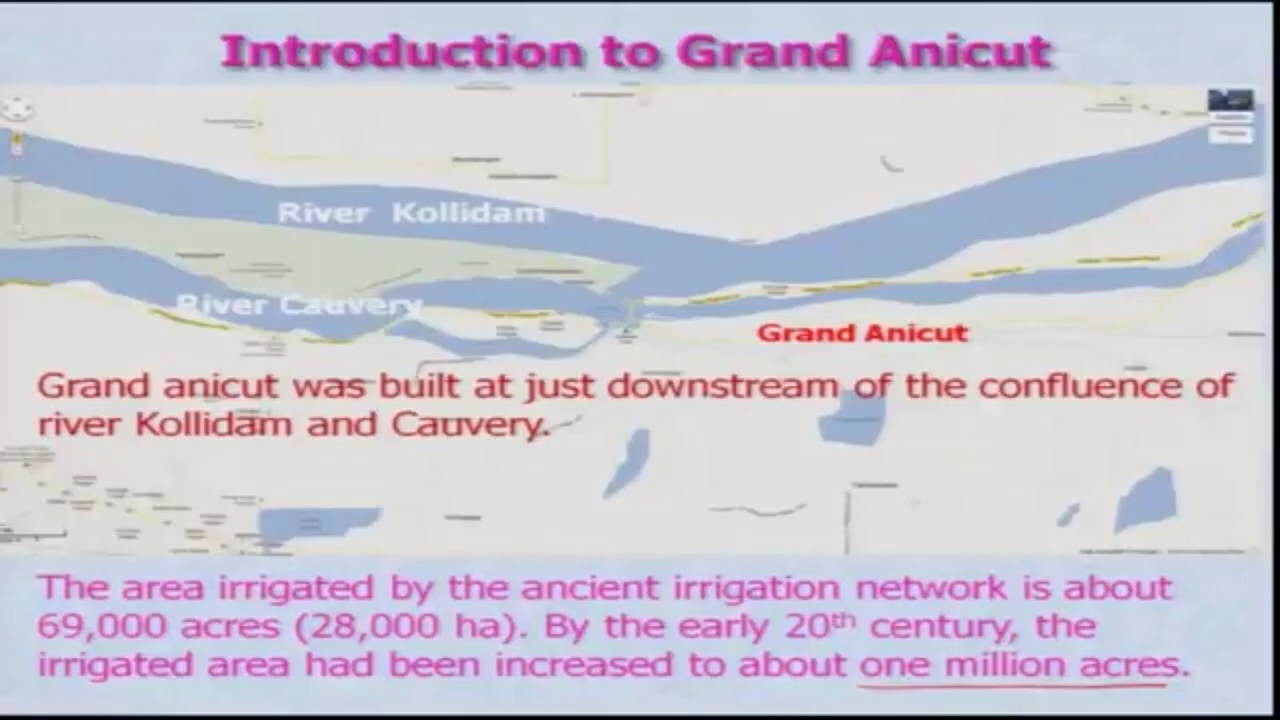 Introduction to Grand Anicut
River Kollidam
River Cauvery
Grand Anicut
Grand anicut was built at just downstream of the confluence of
river Kollidam and Cauvery.
The area irrigated by the ancient irrigation network is about
69,000 acres (28,000 ha). By the early 20th century, the
irrigated area had been increased to about one million acres.